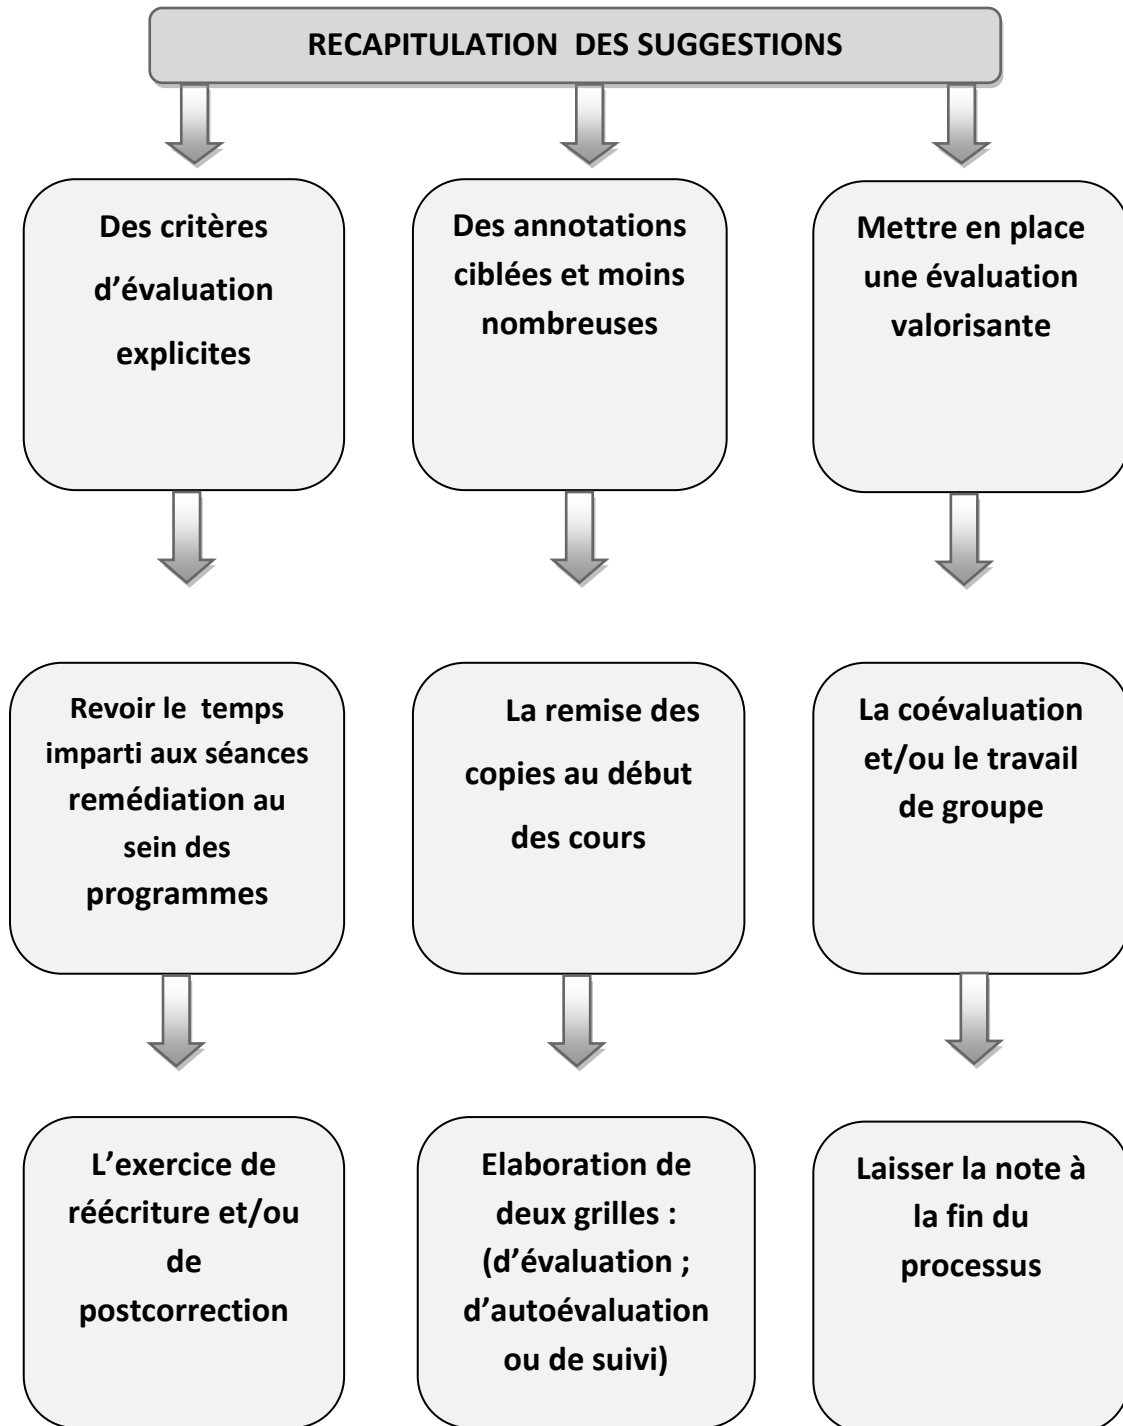 RECAPITULATION DES SUGGESTIONS
Des critères
d’évaluation
explicites
Des annotations
ciblées et moins
nombreuses
Mettre en place
une évaluation
valorisante
Revoir le temps
imparti aux séances
remédiation au
sein des
programmes
La remise des
copies au début
des cours
La coévaluation
et/ou le travail
de groupe
L’exercice de
réécriture et/ou
de
postcorrection
Elaboration de
deux grilles :
(d’évaluation ;
d’autoévaluation
ou de suivi)
Laisser la note à
la fin du
processus